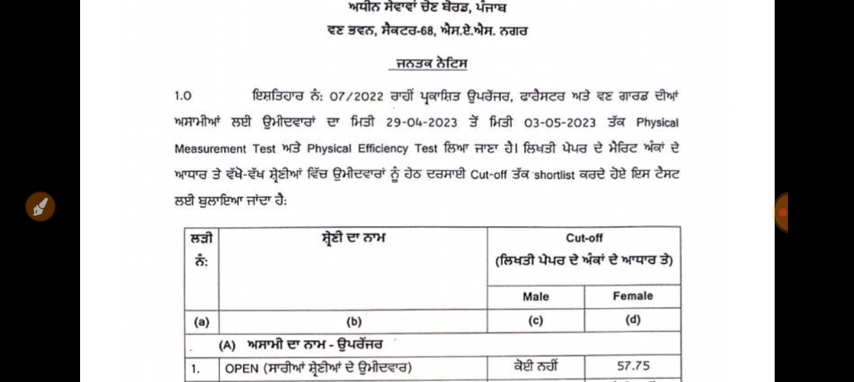 ਅਧੀਨ ਸੇਵਾਵਾਂ ਚੋਣ ਬੋਰਡ, ਪੰਜਾਬ
ਵਣ ਭਵਨ, ਸੈਕਟਰ-68, ਐਸ.ਏ.ਐਸ. ਨਗਰ
ਜਨਤਕ ਨੋਟਿਸ
1.0 ਇਸ਼ਤਿਹਾਰ ਨੰ: 07/2022 ਰਾਹੀਂ ਪ੍ਰਕਾਸ਼ਿਤ ਉਪਰੇਂਜਰ, ਫਾਰੈਸਟਰ ਅਤੇ ਵਣ ਗਾਰਡ ਦੀਆਂ
ਅਸਾਮੀਆਂ ਲਈ ਉਮੀਦਵਾਰਾਂ ਦਾ ਮਿਤੀ 29-04-2023 ਤੋਂ ਮਿਤੀ 03-05-2023 ਤੱਕ Physical
Measurement Test ਅਤੇ Physical Efficiency Test ਲਿਆ ਜਾਣਾ ਹੈ। ਲਿਖਤੀ ਪੇਪਰ ਦੇ ਮੈਰਿਟ ਅੰਕਾਂ ਦੇ
ਆਧਾਰ ਤੇ ਵੱਖੋ-ਵੱਖ ਸ਼੍ਰੇਣੀਆਂ ਵਿੱਚ ਉਮੀਦਵਾਰਾਂ ਨੂੰ ਹੇਠ ਦਰਸਾਈ Cut-off ਤੱਕ shortlist ਕਰਦੇ ਹੋਏ ਇਸ ਟੈਸਟ
ਲਈ ਬੁਲਾਇਆ ਜਾਂਦਾ ਹੈ:
ਲੜੀ ਸ਼੍ਰੇਣੀ ਦਾ ਨਾਮ Cut-off
ਨੰ: (ਲਿਖਤੀ ਪੇਪਰ ਦੇ ਅੰਕਾਂ ਦੇ ਆਧਾਰ ਤੇ)
Male Female
(a) (b) (c) (d)
(A) ਅਸਾਮੀ ਦਾ ਨਾਮ - ਉਪਰੇਂਜਰ
1. OPEN (ਸਾਰੀਆਂ ਸ਼੍ਰੇਣੀਆਂ ਦੇ ਉਮੀਦਵਾਰ) ਕੋਈ ਨਹੀਂ 57.75